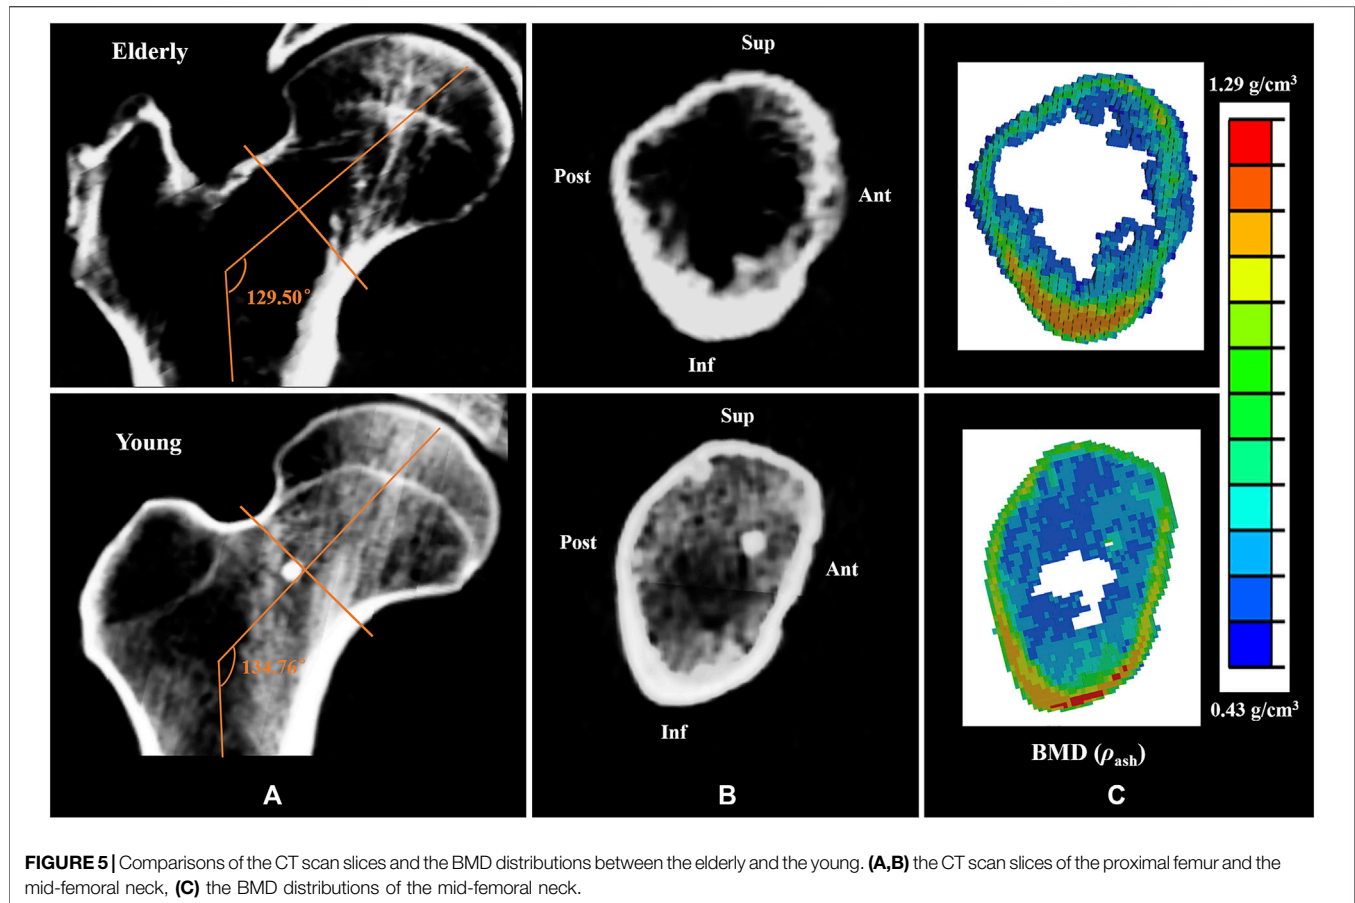 Elderly
129.50°
Sup
Post
Ant
Inf
1.29 g/cm³
Young
134.76°
A
Sup
Post
Ant
Inf
B
0.43 g/cm³
BMD (ρash)
C
FIGURE 5 | Comparisons of the CT scan slices and the BMD distributions between the elderly and the young. (A,B) the CT scan slices of the proximal femur and the
mid-femoral neck, (C) the BMD distributions of the mid-femoral neck.